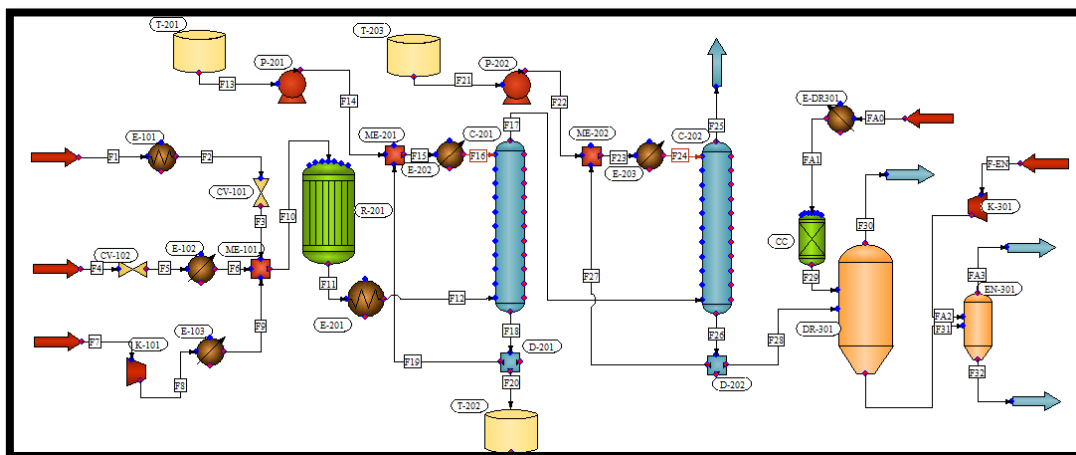 T-201
T-203
P-201
P-202
F13
F14
F21
F22
E-DR301
FA0
E-101
F1
F2
ME-201
C-201
F17
ME-202
C-202
F25
F15
F16
E-202
F23
F24
E-203
FA1
F-EN
CV-101
F3
F10
R-201
K-301
F30
CC
CV-102
E-102
ME-101
F4
F5
F6
F27
F29
FA3
F11
F12
EN-301
F9
E-201
FA2
F31
DR-301
E-103
F7
K-101
F18
F26
F28
D-201
F19
F8
F20
D-202
F32
T-202